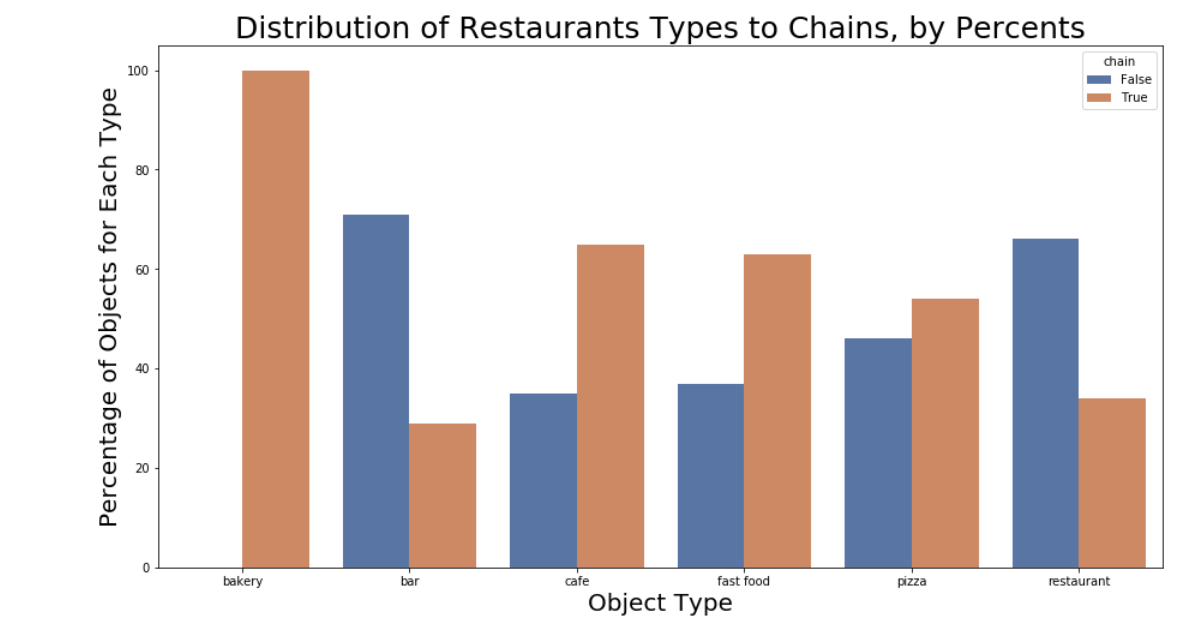 Distribution of Restaurants Types to Chains, by Percents
chain
False
True
Percentage of Objects for Each Type
100
80
60
40
20
0
bakery bar cafe fast food pizza restaurant
Object Type